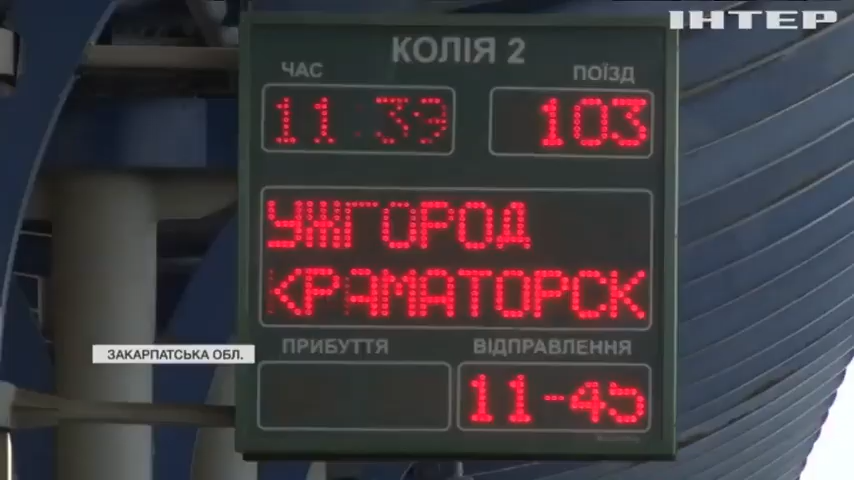 ІНТЕР
КОЛІЯ 2
ЧАС ПОЇЗД
11:39 103
УЖГОРОД
КРАМАТОРСК
ЗАКАРПАТСЬКА ОБЛ.
ПРИБУТТЯ ВІДПРАВЛЕННЯ
11-45